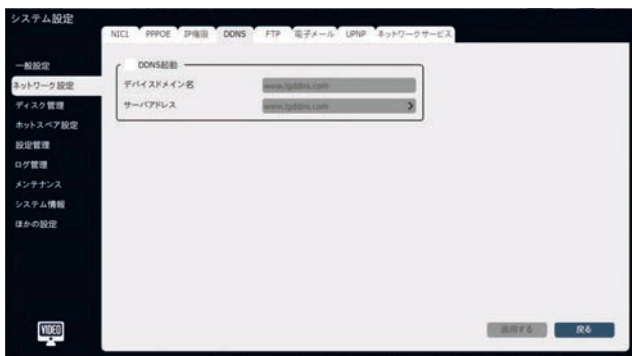 システム設定
NIC1 PPPOE IP権限 DDNS FTP 電子メール UPNP ネットワークサービス
一般設定
ネットワーク設定
ディスク管理
ホットスペア設定
設定管理
ログ管理
メンテナンス
システム情報
ほかの設定
DDNS起動
デバイスドメイン名 www.lgddns.com
サーバアドレス www.lgddns.com
VIDEO
適用する 戻る